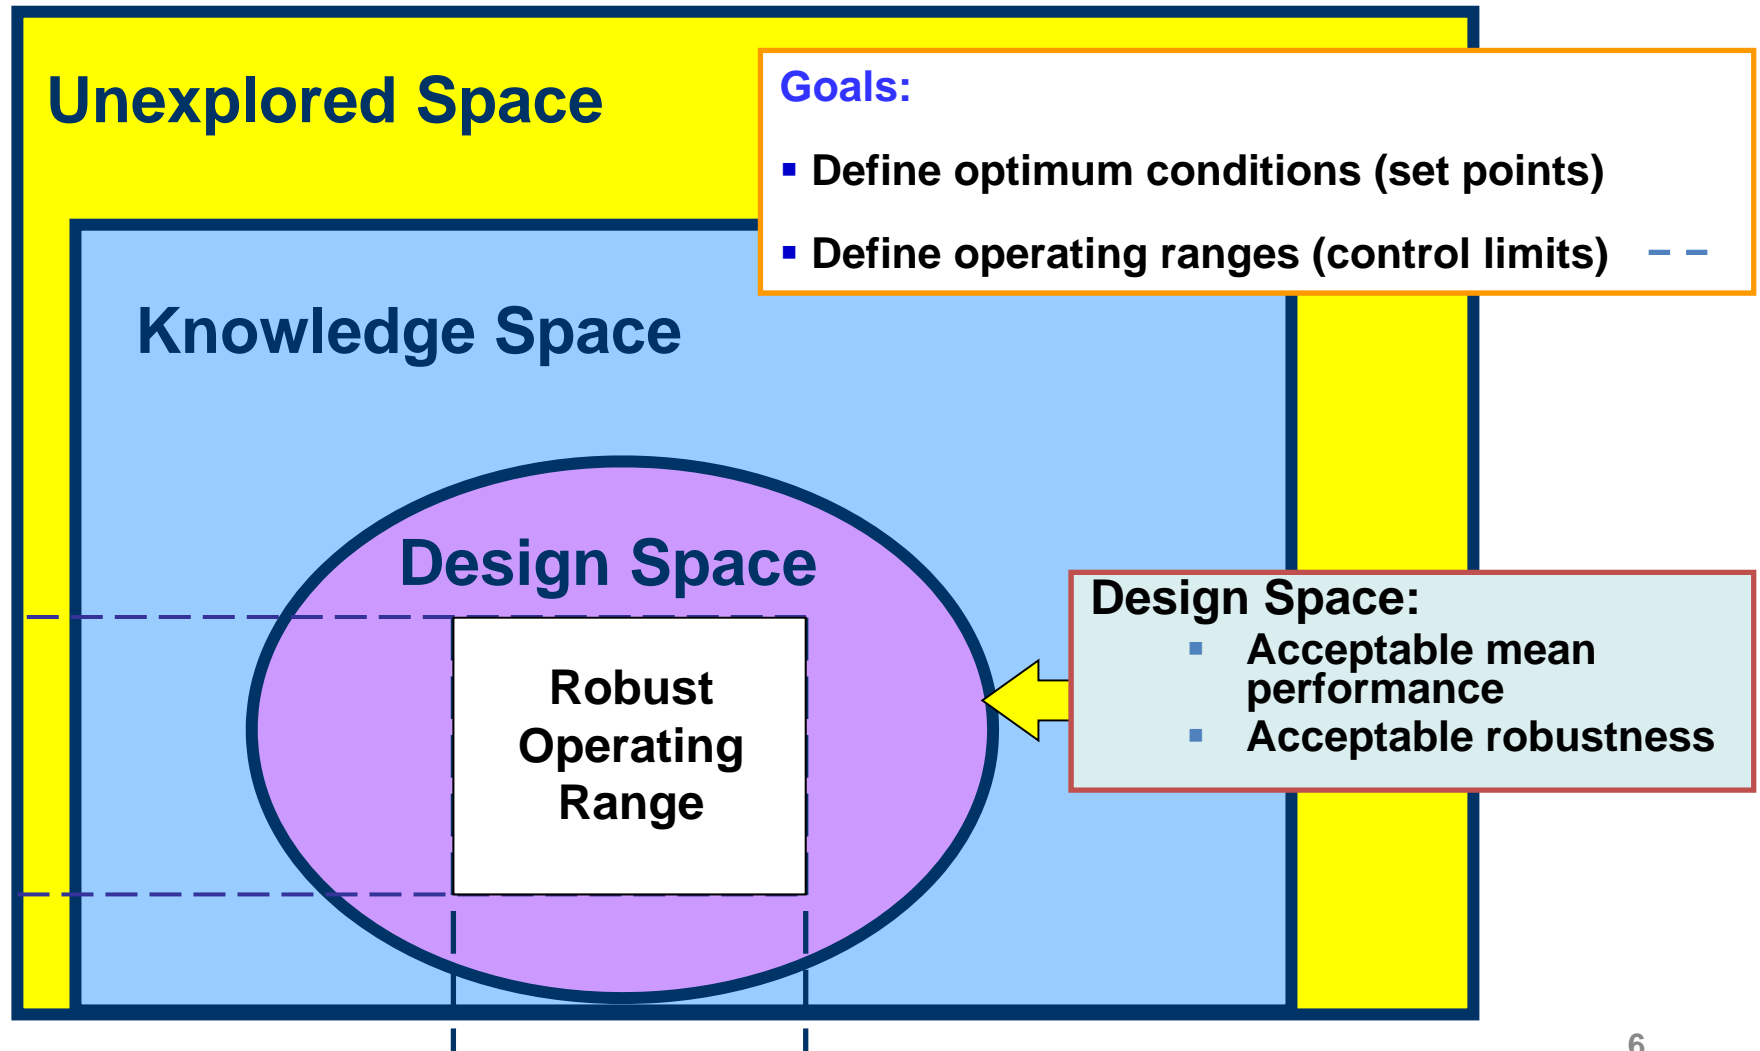 Unexplored Space
Goals:
▪ Define optimum conditions (set points)
▪ Define operating ranges (control limits)
Knowledge Space
Design Space
Robust
Operating
Range
Design Space:
▪ Acceptable mean
performance
▪ Acceptable robustness
6